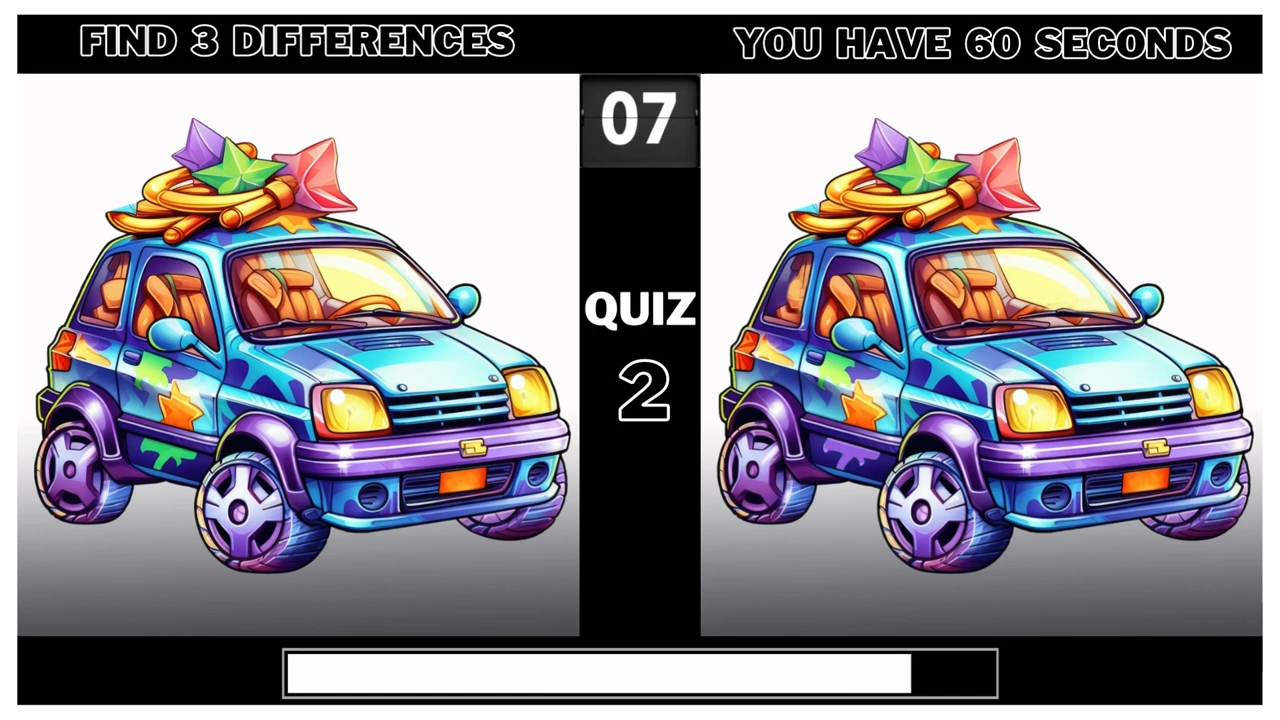 FIND 3 DIFFERENCES
YOU HAVE 60 SECONDS
07
QUIZ
2